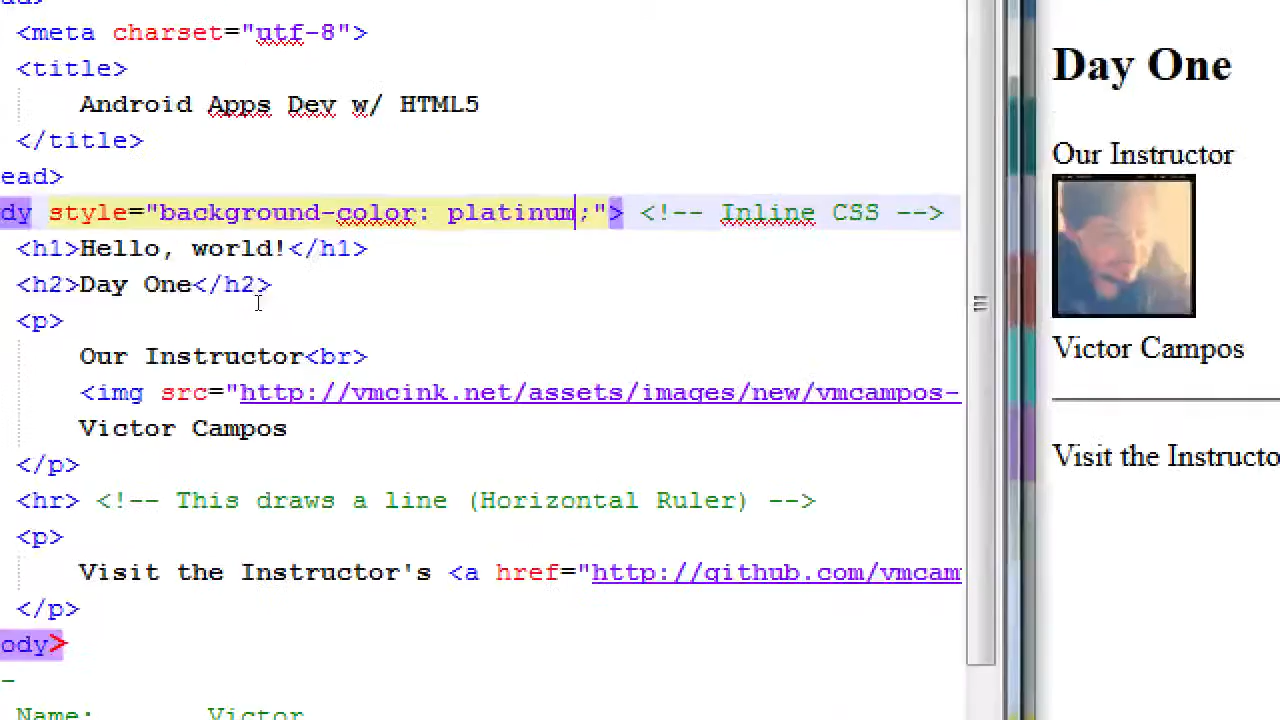 ad>
<meta charset="utf-8">
<title>
Android Apps Dev w/ HTML5
</title>
ead>
dy style="background-color: platinum;"> <!-- Inline CSS -->
<h1>Hello, world!</h1>
<h2>Day One</h2>
<p>
Our Instructor<br>
<img src="http://vmcink.net/assets/images/new/vmcampos-
Victor Campos
</p>
<hr> <!-- This draws a line (Horizontal Ruler) -->
<p>
Visit the Instructor's <a href="http://github.com/vmcam
</p>
ody>
-
Name: Victor
Day One
Our Instructor
Victor Campos
Visit the Instructo